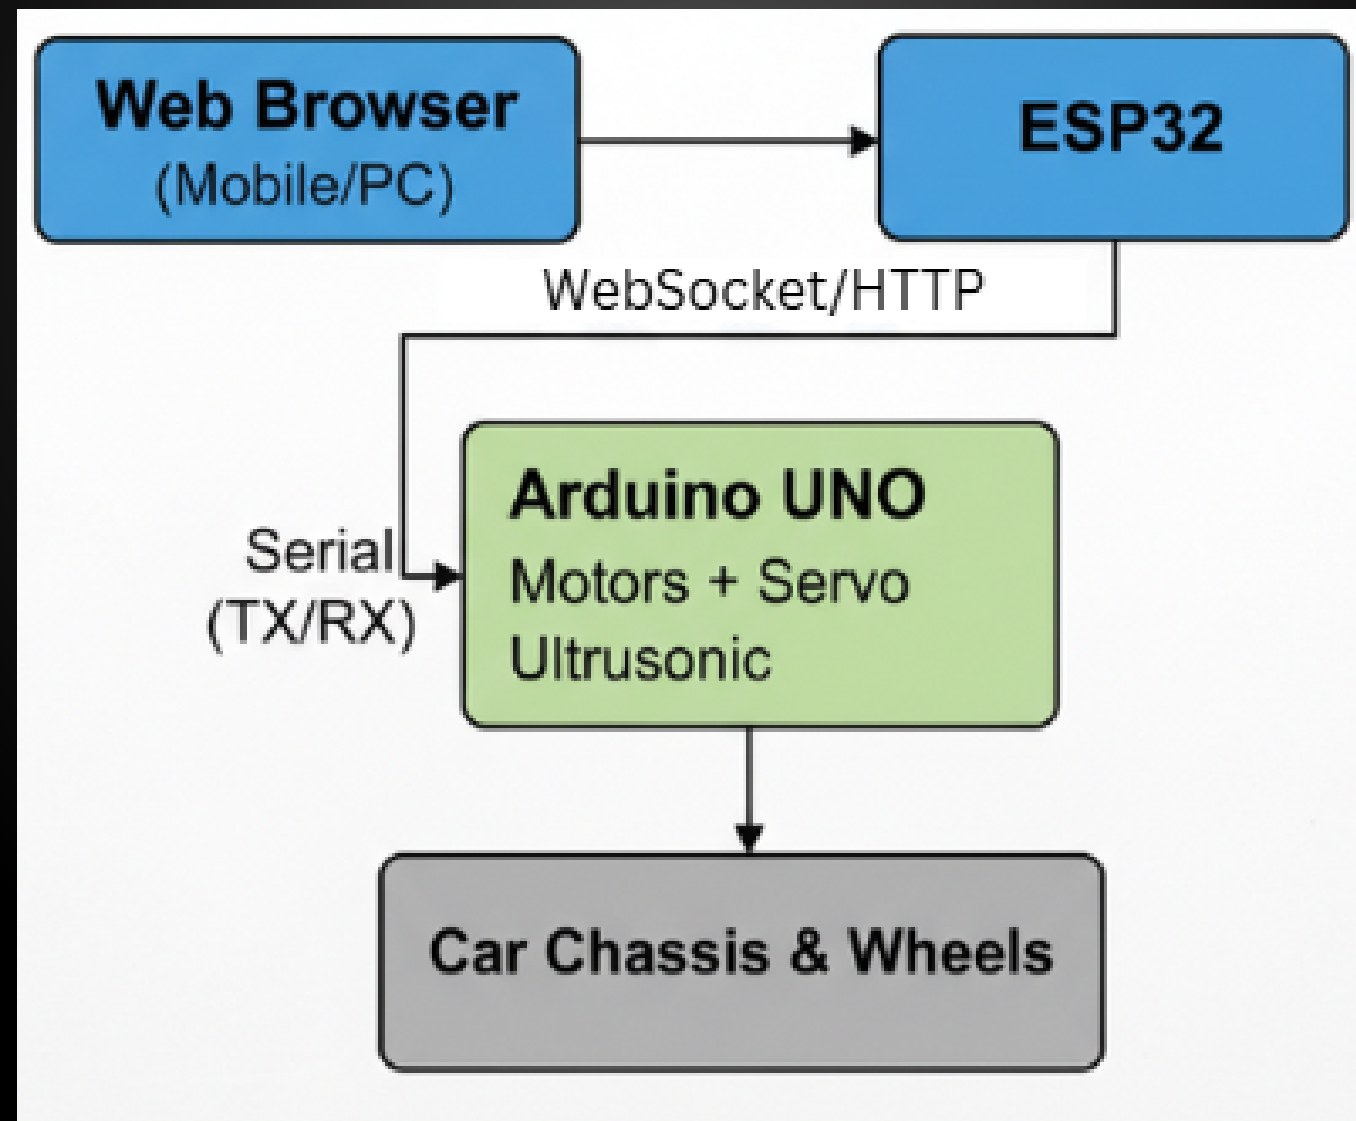 Web Browser
(Mobile/PC)
ESP32
WebSocket/HTTP
Serial
(TX/RX)
Arduino UNO
Motors + Servo
Ultrusonic
Car Chassis & Wheels